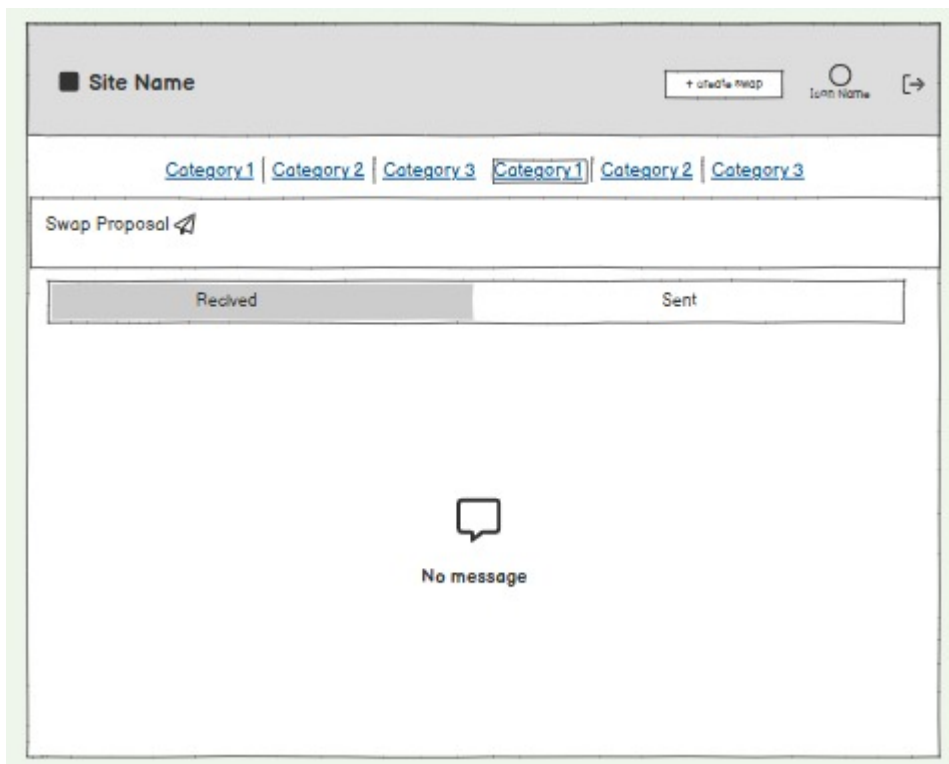 Site Name
+ create swap
Icon Name
Category 1 | Category 2 | Category 3 Category 1 | Category 2 | Category 3
Swap Proposal
Recived
Sent
No message